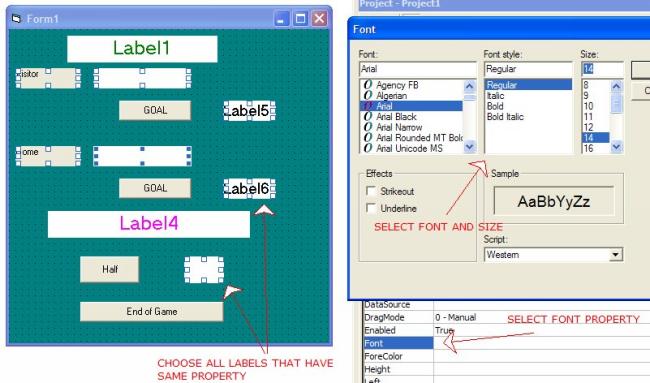 Project - Project1
Form1
Font
Label1
isitor
GOAL
Label5
ome
GOAL
Label6
Label4
Half
End of Game
Font:
Arial
Agency FB
Algerian
Arial
Arial Black
Arial Narrow
Arial Rounded MT Bold
Arial Unicode MS
Font style:
Regular
Regular
Italic
Bold
Bold Italic
Size:
14
8
9
10
11
12
14
16
Effects
Strikeout
Underline
Sample
AaBbYyZz
SELECT FONT AND SIZE
Script:
Western
DataSource
DragMode 0 - Manual
Enabled True
Font
ForeColor
Height
Left
SELECT FONT PROPERTY
CHOOSE ALL LABELS THAT HAVE
SAME PROPERTY